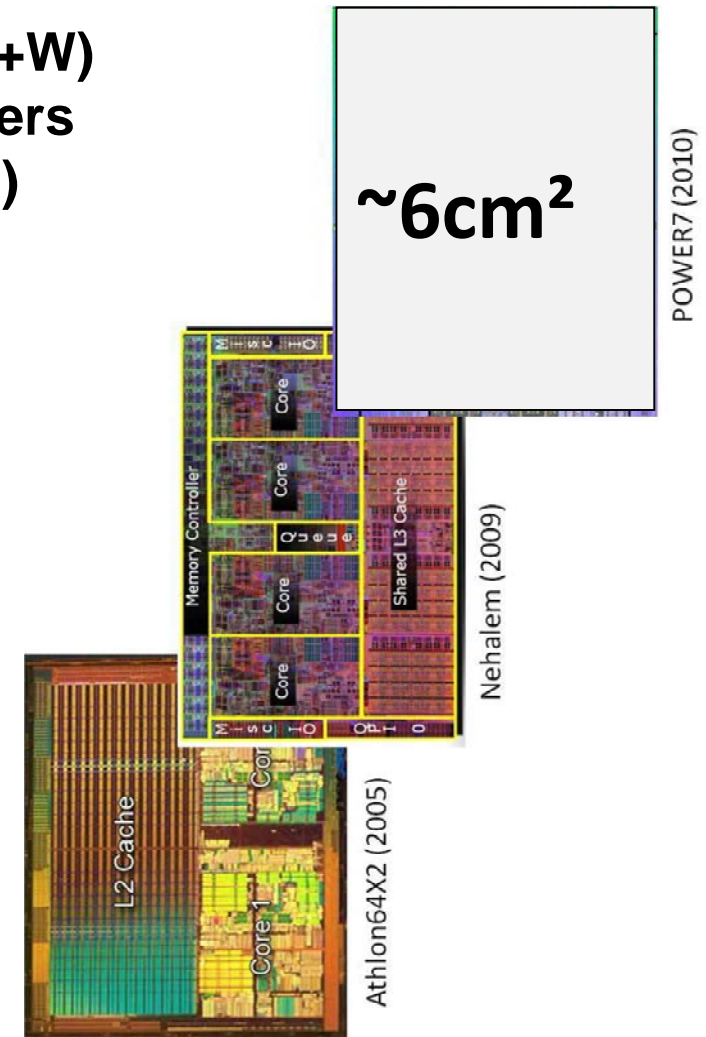 +W)
ers
)
~6cm²
POWER7 (2010)
Misc IO
Memory Controller
Core
Core
Queue
Core
Core
Shared L3 Cache
Misc IO
QPI 0
Nehalem (2009)
L2 Cache
Cor
Core 1
Athlon64X2 (2005)